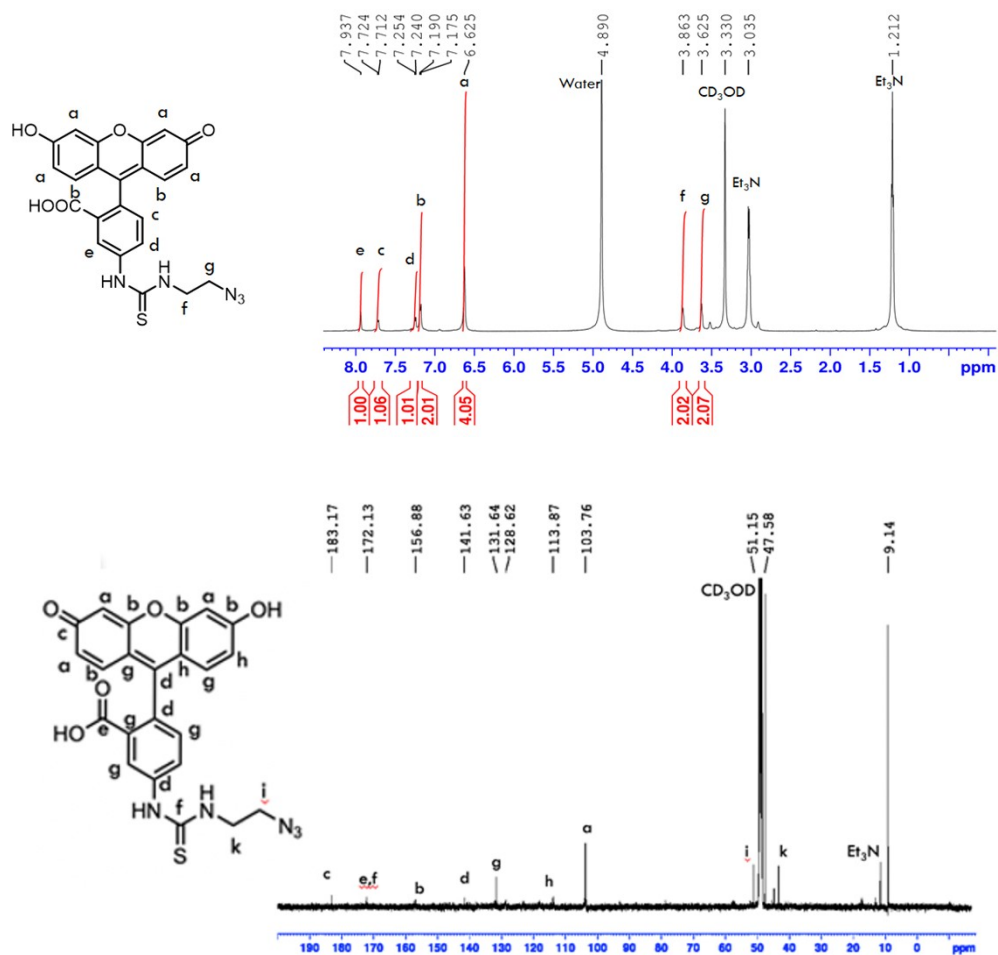 7.937 7.724 7.712 7.254 7.240 7.190 7.175 6.625 4.890 3.863 3.625 3.330 3.035 1.212
a Water CD3OD Et3N
Et3N
a a
HO O O
a a
b b b f g
HOOC c
e c d
e d g
HN H N N3
S f
8.0 7.5 7.0 6.5 6.0 5.5 5.0 4.5 4.0 3.5 3.0 2.5 2.0 1.5 1.0 ppm
1.00 1.06 1.01 2.01 4.05 2.02 2.07
183.17 172.13 156.88 141.63 131.64 128.62 113.87 103.76 51.15 47.58 9.14
CD3OD
a b b a b
O O OH
c
a h
b g h g
O d
d
HO e g g
g d
HN f H N i N3
S k
c e,f b d g h a i k Et3N
190 180 170 160 150 140 130 120 110 100 90 80 70 60 50 40 30 20 10 0 ppm